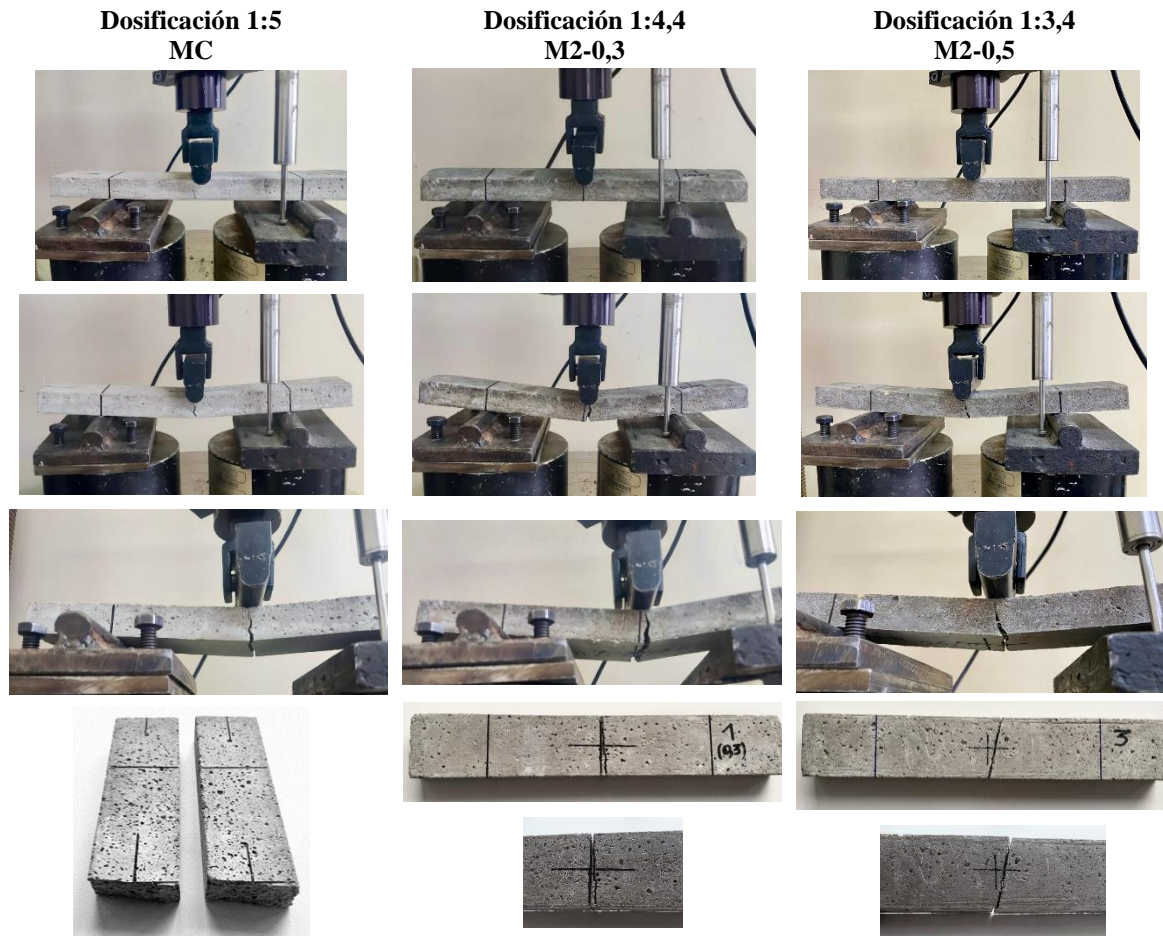 Dosificación 1:5
MC
Dosificación 1:4,4
M2-0,3
Dosificación 1:3,4
M2-0,5
1
(0,3)
3